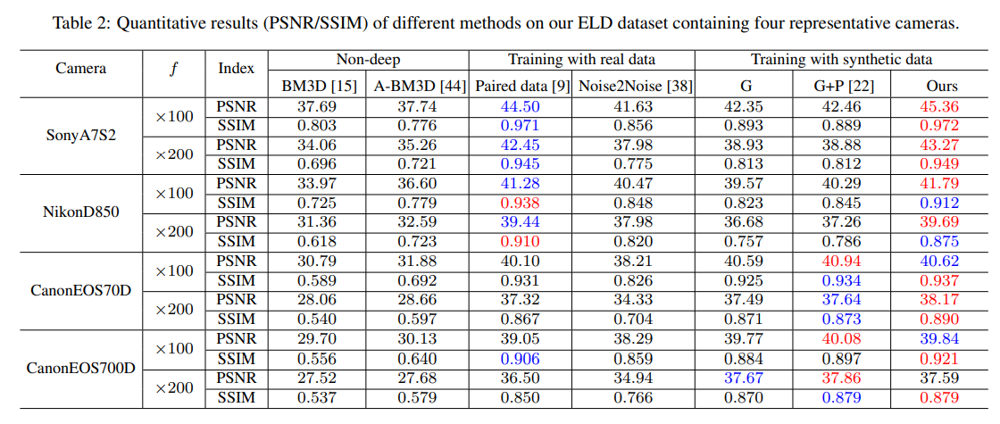 Table 2: Quantitative results (PSNR/SSIM) of different methods on our ELD dataset containing four representative cameras.
Camera f Index Non-deep Training with real data Training with synthetic data
BM3D [15] A-BM3D [44] Paired data [9] Noise2Noise [38] G G+P [22] Ours
SonyA7S2 ×100 PSNR 37.69 37.74 44.50 41.63 42.35 42.46 45.36
SSIM 0.803 0.776 0.971 0.856 0.893 0.889 0.972
×200 PSNR 34.06 35.26 42.45 37.98 38.93 38.88 43.27
SSIM 0.696 0.721 0.945 0.775 0.813 0.812 0.949
NikonD850 ×100 PSNR 33.97 36.60 41.28 40.47 39.57 40.29 41.79
SSIM 0.725 0.779 0.938 0.848 0.823 0.845 0.912
×200 PSNR 31.36 32.59 39.44 37.98 36.68 37.26 39.69
SSIM 0.618 0.723 0.910 0.820 0.757 0.786 0.875
CanonEOS70D ×100 PSNR 30.79 31.88 40.10 38.21 40.59 40.94 40.62
SSIM 0.589 0.692 0.931 0.826 0.925 0.934 0.937
×200 PSNR 28.06 28.66 37.32 34.33 37.49 37.64 38.17
SSIM 0.540 0.597 0.867 0.704 0.871 0.873 0.890
CanonEOS700D ×100 PSNR 29.70 30.13 39.05 38.29 39.77 40.08 39.84
SSIM 0.556 0.640 0.906 0.859 0.884 0.897 0.921
×200 PSNR 27.52 27.68 36.50 34.94 37.67 37.86 37.59
SSIM 0.537 0.579 0.850 0.766 0.870 0.879 0.879